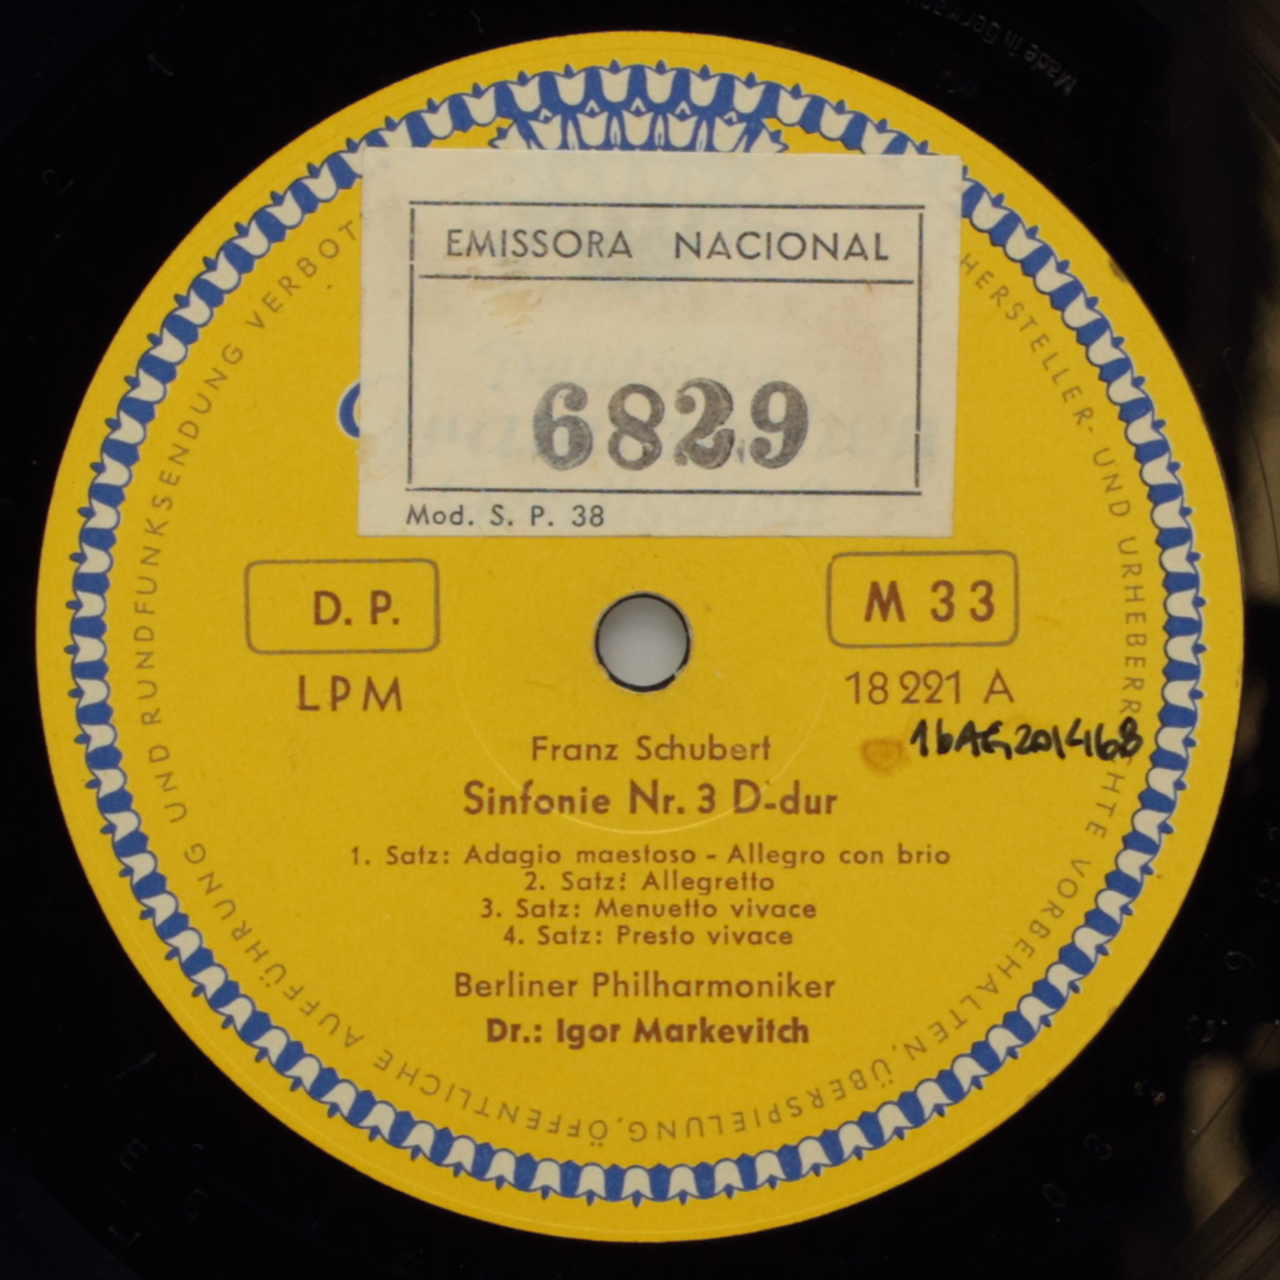 Made in Germany
EMISSORA NACIONAL
6829
Mod. S. P. 38
D. P.
M 33
LPM
18 221 A
16AG201468
Franz Schubert
Sinfonie Nr. 3 D-dur
1. Satz: Adagio maestoso - Allegro con brio
2. Satz: Allegretto
3. Satz: Menuetto vivace
4. Satz: Presto vivace
Berliner Philharmoniker
Dr.: Igor Markevitch
HERSTELLER- UND URHEBERRECHTE VORBEHALTEN, ÜBERSPIELUNG, ÖFFENTLICHE AUFFÜHRUNG UND RUNDFUNKSENDUNG VERBOT